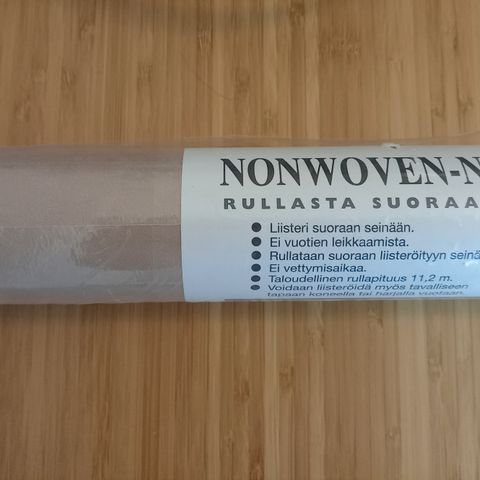 NONWOVEN-N
RULLASTA SUORAA
● Liisteri suoraan seinään.
● Ei vuotien leikkaamista.
● Rullataan suoraan liisteröityyn seinä
● Ei vettymisaikaa.
● Taloudellinen rullapituus 11,2 m.
● Voidaan liisteröidä myös tavalliseen
tapaan koneella tai harjalla vuotaan.